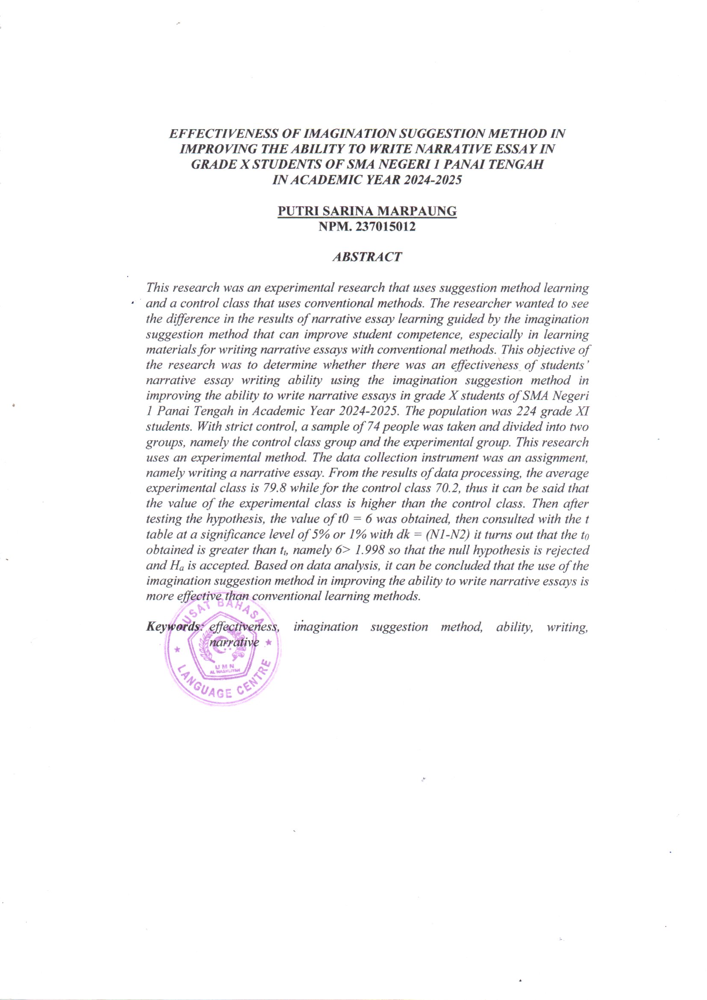 EFFECTIVENESS OF IMAGINATION SUGGESTION METHOD IN
IMPROVING THE ABILITY TO WRITE NARRATIVE ESSAY IN
GRADE X STUDENTS OF SMA NEGERI 1 PANAI TENGAH
IN ACADEMIC YEAR 2024-2025
PUTRI SARINA MARPAUNG
NPM. 237015012
ABSTRACT
This research was an experimental research that uses suggestion method learning
and a control class that uses conventional methods. The researcher wanted to see
the difference in the results of narrative essay learning guided by the imagination
suggestion method that can improve student competence, especially in learning
materials for writing narrative essays with conventional methods. This objective of
the research was to determine whether there was an effectiveness of students'
narrative essay writing ability using the imagination suggestion method in
improving the ability to write narrative essays in grade X students of SMA Negeri
1 Panai Tengah in Academic Year 2024-2025. The population was 224 grade XI
students. With strict control, a sample of 74 people was taken and divided into two
groups, namely the control class group and the experimental group. This research
uses an experimental method. The data collection instrument was an assignment,
namely writing a narrative essay. From the results of data processing, the average
experimental class is 79.8 while for the control class 70.2, thus it can be said that
the value of the experimental class is higher than the control class. Then after
testing the hypothesis, the value of t0 = 6 was obtained, then consulted with the t
table at a significance level of 5% or 1% with dk = (N1-N2) it turns out that the t0
obtained is greater than tt, namely 6> 1.998 so that the null hypothesis is rejected
and Ha is accepted. Based on data analysis, it can be concluded that the use of the
imagination suggestion method in improving the ability to write narrative essays is
more effective than conventional learning methods.
Keywords: effectiveness, imagination suggestion method, ability, writing,
narrative
PUSAT BAHASA
UMN
AL WASHLIYAH
LANGUAGE CENTRE